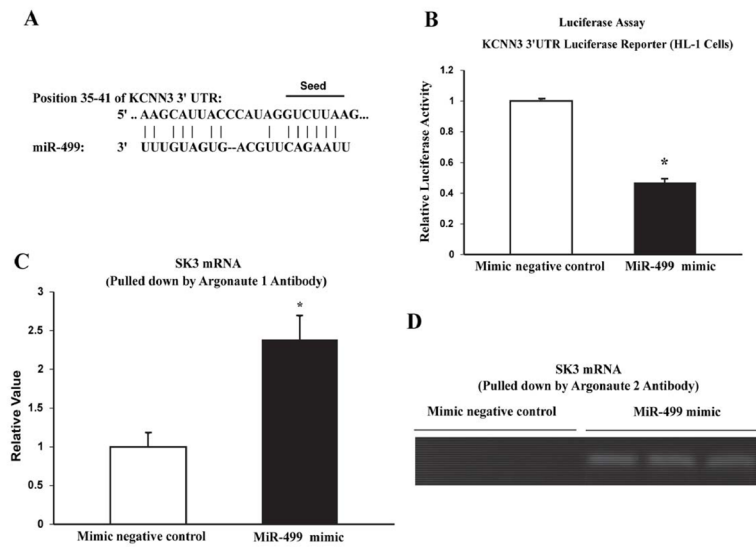 A
Seed
Position 35-41 of KCNN3 3' UTR:
5' .. AAGCAUUACCCAUAGGUCUUAAG...
miR-499: 3' UUUGUAGUG--ACGUUCAGAAUU
B
Luciferase Assay
KCNN3 3'UTR Luciferase Reporter (HL-1 Cells)
Relative Luciferase Activity
1.2
1
0.8
0.6
0.4
0.2
0
*
Mimic negative control MiR-499 mimic
C
SK3 mRNA
(Pulled down by Argonaute 1 Antibody)
Relative Value
3
2.5
2
1.5
1
0.5
0
*
Mimic negative control MiR-499 mimic
D
SK3 mRNA
(Pulled down by Argonaute 2 Antibody)
Mimic negative control MiR-499 mimic